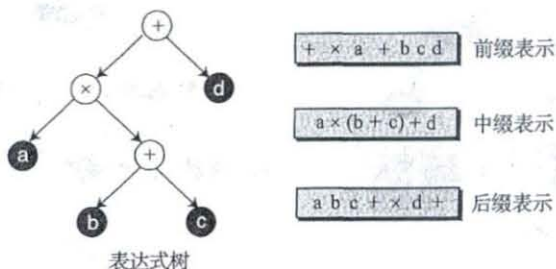 +
×
d
a
+
b
c
表达式树
+ × a + b c d 前缀表示
a × (b + c) + d 中缀表示
a b c + × d + 后缀表示